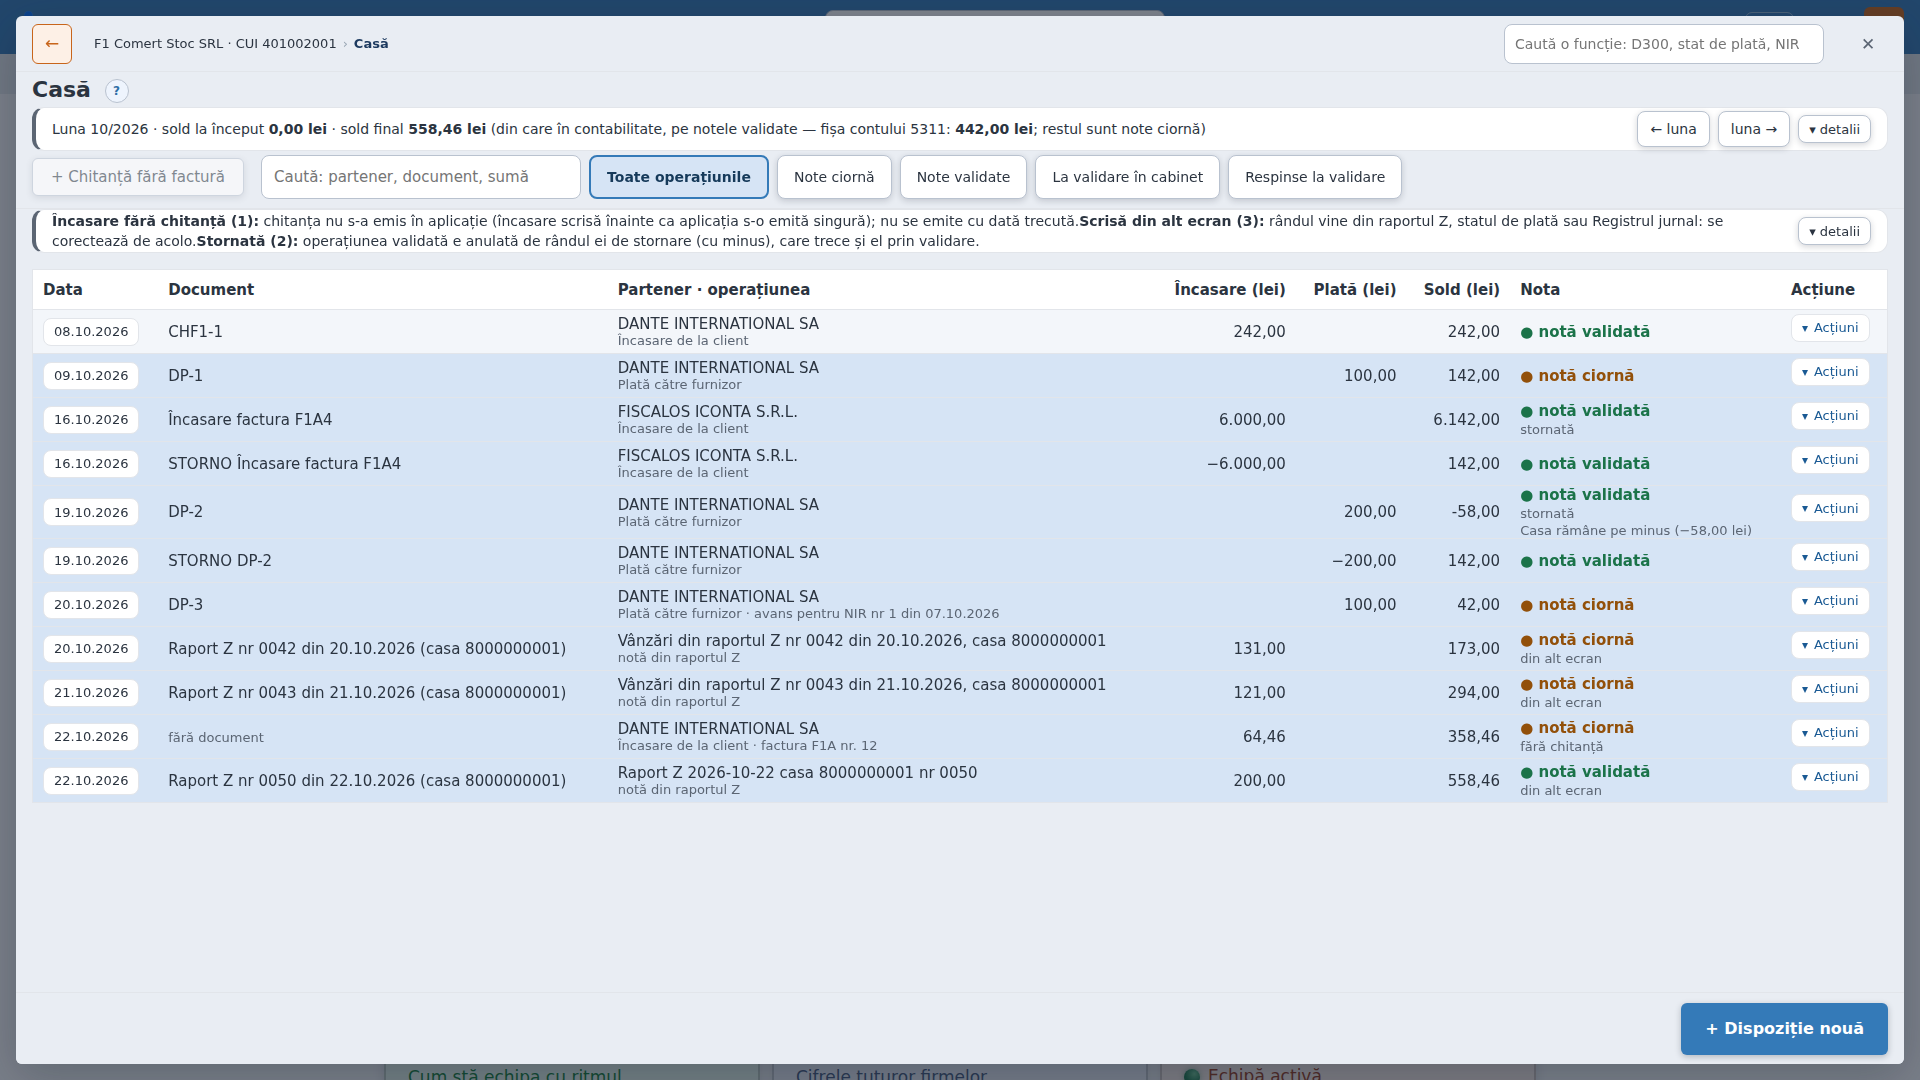 ←
F1 Comert Stoc SRL · CUI 401002001 › Casă
Caută o funcție: D300, stat de plată, NIR
✕
Casă
?
Luna 10/2026 · sold la început 0,00 lei · sold final 558,46 lei (din care în contabilitate, pe notele validate — fișa contului 5311: 442,00 lei; restul sunt note ciornă)
← luna
luna →
▾ detalii
+ Chitanță fără factură
Caută: partener, document, sumă
Toate operațiunile
Note ciornă
Note validate
La validare în cabinet
Respinse la validare
Încasare fără chitanță (1): chitanța nu s-a emis în aplicație (încasare scrisă înainte ca aplicația s-o emită singură); nu se emite cu dată trecută.Scrisă din alt ecran (3): rândul vine din raportul Z, statul de plată sau Registrul jurnal: se
corectează de acolo.Stornată (2): operațiunea validată e anulată de rândul ei de stornare (cu minus), care trece și el prin validare.
▾ detalii
Data Document Partener · operațiunea Încasare (lei) Plată (lei) Sold (lei) Nota Acțiune
08.10.2026 CHF1-1 DANTE INTERNATIONAL SA 242,00 242,00 ● notă validată ▾ Acțiuni
Încasare de la client
09.10.2026 DP-1 DANTE INTERNATIONAL SA 100,00 142,00 ● notă ciornă ▾ Acțiuni
Plată către furnizor
16.10.2026 Încasare factura F1A4 FISCALOS ICONTA S.R.L. 6.000,00 6.142,00 ● notă validată ▾ Acțiuni
Încasare de la client stornată
16.10.2026 STORNO Încasare factura F1A4 FISCALOS ICONTA S.R.L. −6.000,00 142,00 ● notă validată ▾ Acțiuni
Încasare de la client
19.10.2026 DP-2 DANTE INTERNATIONAL SA 200,00 -58,00 ● notă validată ▾ Acțiuni
Plată către furnizor stornată
Casa rămâne pe minus (−58,00 lei)
19.10.2026 STORNO DP-2 DANTE INTERNATIONAL SA −200,00 142,00 ● notă validată ▾ Acțiuni
Plată către furnizor
20.10.2026 DP-3 DANTE INTERNATIONAL SA 100,00 42,00 ● notă ciornă ▾ Acțiuni
Plată către furnizor · avans pentru NIR nr 1 din 07.10.2026
20.10.2026 Raport Z nr 0042 din 20.10.2026 (casa 8000000001) Vânzări din raportul Z nr 0042 din 20.10.2026, casa 8000000001 131,00 173,00 ● notă ciornă ▾ Acțiuni
notă din raportul Z din alt ecran
21.10.2026 Raport Z nr 0043 din 21.10.2026 (casa 8000000001) Vânzări din raportul Z nr 0043 din 21.10.2026, casa 8000000001 121,00 294,00 ● notă ciornă ▾ Acțiuni
notă din raportul Z din alt ecran
22.10.2026 fără document DANTE INTERNATIONAL SA 64,46 358,46 ● notă ciornă ▾ Acțiuni
Încasare de la client · factura F1A nr. 12 fără chitanță
22.10.2026 Raport Z nr 0050 din 22.10.2026 (casa 8000000001) Raport Z 2026-10-22 casa 8000000001 nr 0050 200,00 558,46 ● notă validată ▾ Acțiuni
notă din raportul Z din alt ecran
+ Dispoziție nouă
Cum stă echipa cu ritmul Cifrele tuturor firmelor Echipă activă